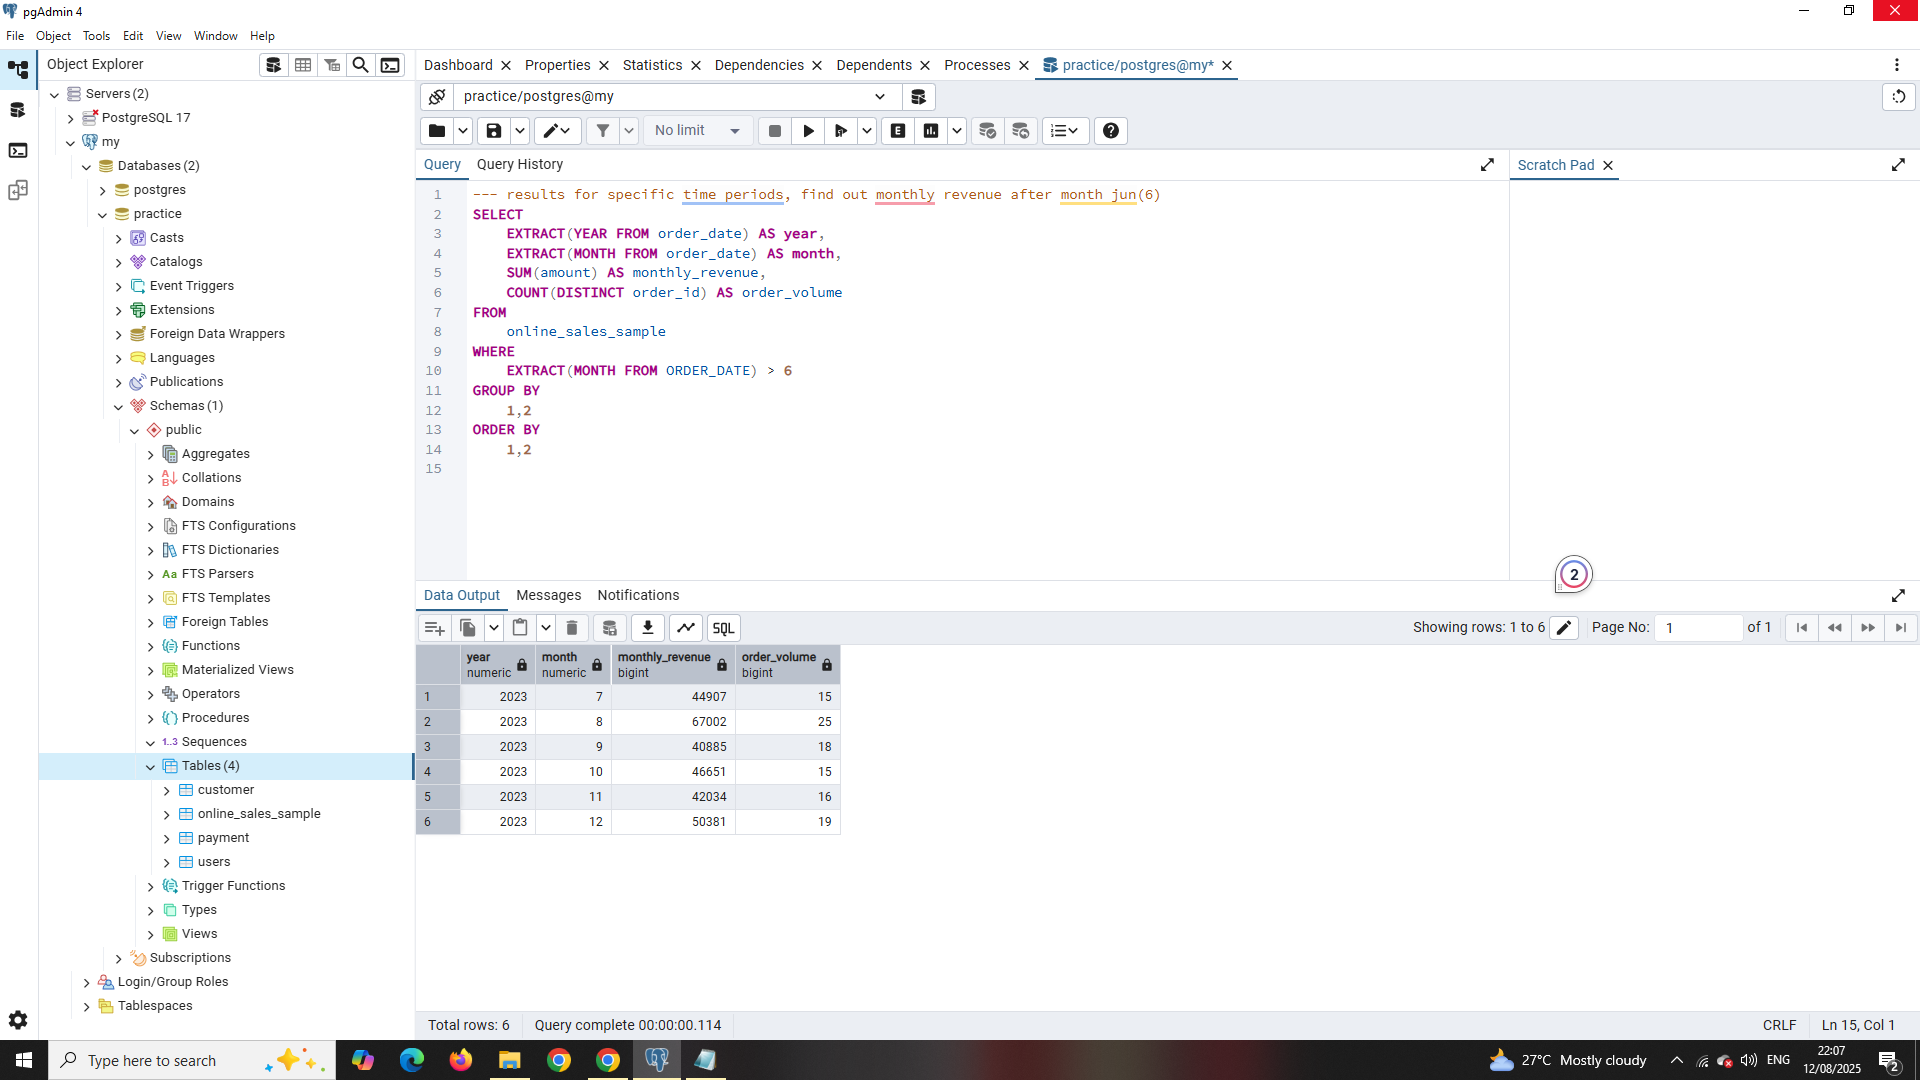 pgAdmin 4
File Object Tools Edit View Window Help
Object Explorer
Servers (2)
PostgreSQL 17
my
Databases (2)
postgres
practice
Casts
Catalogs
Event Triggers
Extensions
Foreign Data Wrappers
Languages
Publications
Schemas (1)
public
Aggregates
Collations
Domains
FTS Configurations
FTS Dictionaries
Aa FTS Parsers
FTS Templates
Foreign Tables
Functions
Materialized Views
Operators
Procedures
1..3 Sequences
Tables (4)
customer
online_sales_sample
payment
users
Trigger Functions
Types
Views
Subscriptions
Login/Group Roles
Tablespaces
Dashboard Properties Statistics Dependencies Dependents Processes practice/postgres@my*
practice/postgres@my
No limit
Query Query History
Scratch Pad
1 --- results for specific time periods, find out monthly revenue after month jun(6)
2 SELECT
3 EXTRACT(YEAR FROM order_date) AS year,
4 EXTRACT(MONTH FROM order_date) AS month,
5 SUM(amount) AS monthly_revenue,
6 COUNT(DISTINCT order_id) AS order_volume
7 FROM
8 online_sales_sample
9 WHERE
10 EXTRACT(MONTH FROM ORDER_DATE) > 6
11 GROUP BY
12 1,2
13 ORDER BY
14 1,2
15
2
Data Output Messages Notifications
SQL
Showing rows: 1 to 6 Page No: 1 of 1
year numeric month numeric monthly_revenue bigint order_volume bigint
1 2023 7 44907 15
2 2023 8 67002 25
3 2023 9 40885 18
4 2023 10 46651 15
5 2023 11 42034 16
6 2023 12 50381 19
Total rows: 6 Query complete 00:00:00.114 CRLF Ln 15, Col 1
Type here to search
27°C Mostly cloudy ENG 22:07 12/08/2025 2